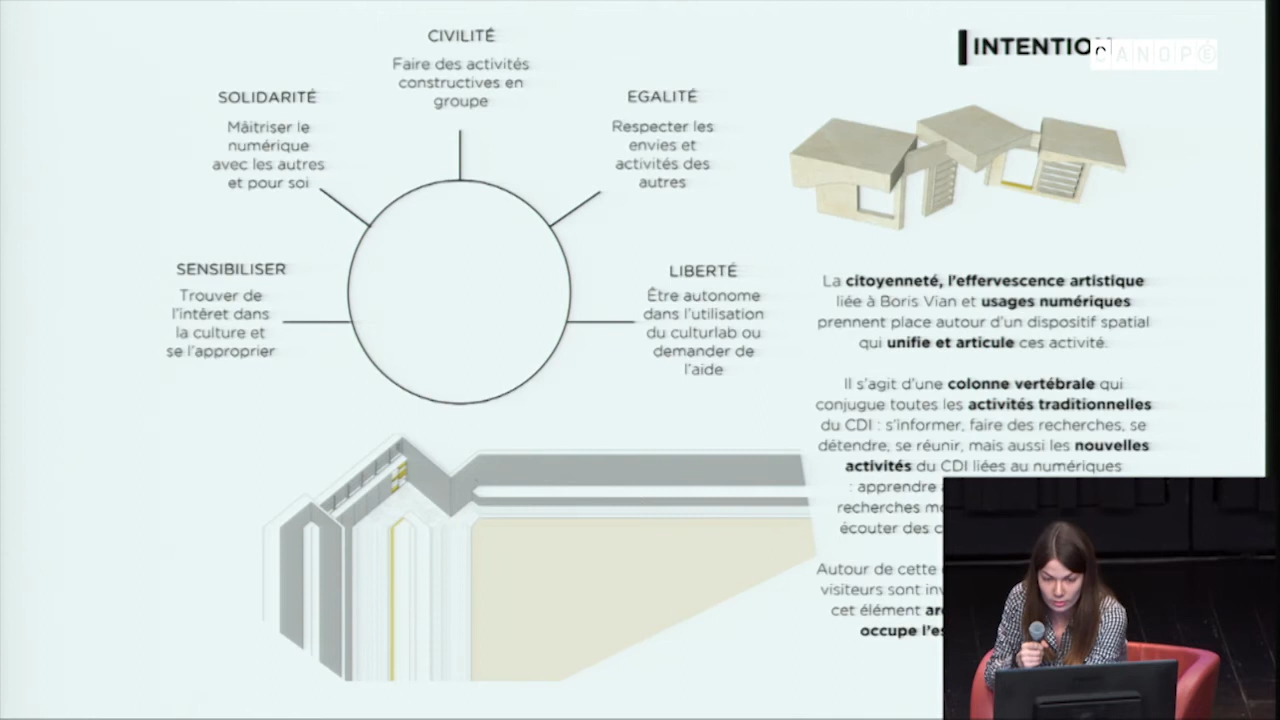 CIVILITÉ
Faire des activités
constructives en
groupe
SOLIDARITÉ
Mâitriser le
numérique
avec les autres
et pour soi
EGALITÉ
Respecter les
envies et
activités des
autres
SENSIBILISER
Trouver de
l'intêret dans
la culture et
se l'approprier
LIBERTÉ
Être autonome
dans l'utilisation
du culturlab ou
demander de
l'aide
INTENTIO
CANOPÉ
La citoyenneté, l'effervescence artistique
liée à Boris Vian et usages numériques
prennent place autour d'un dispositif spatial
qui unifie et articule ces activité.
Il s'agit d'une colonne vertébrale qui
conjugue toutes les activités traditionnelles
du CDI : s'informer, faire des recherches, se
détendre, se réunir, mais aussi les nouvelles
activités du CDI liées au numériques
: apprendre
recherches
écouter des
Autour de cette
visiteurs sont
cet élément
occupe